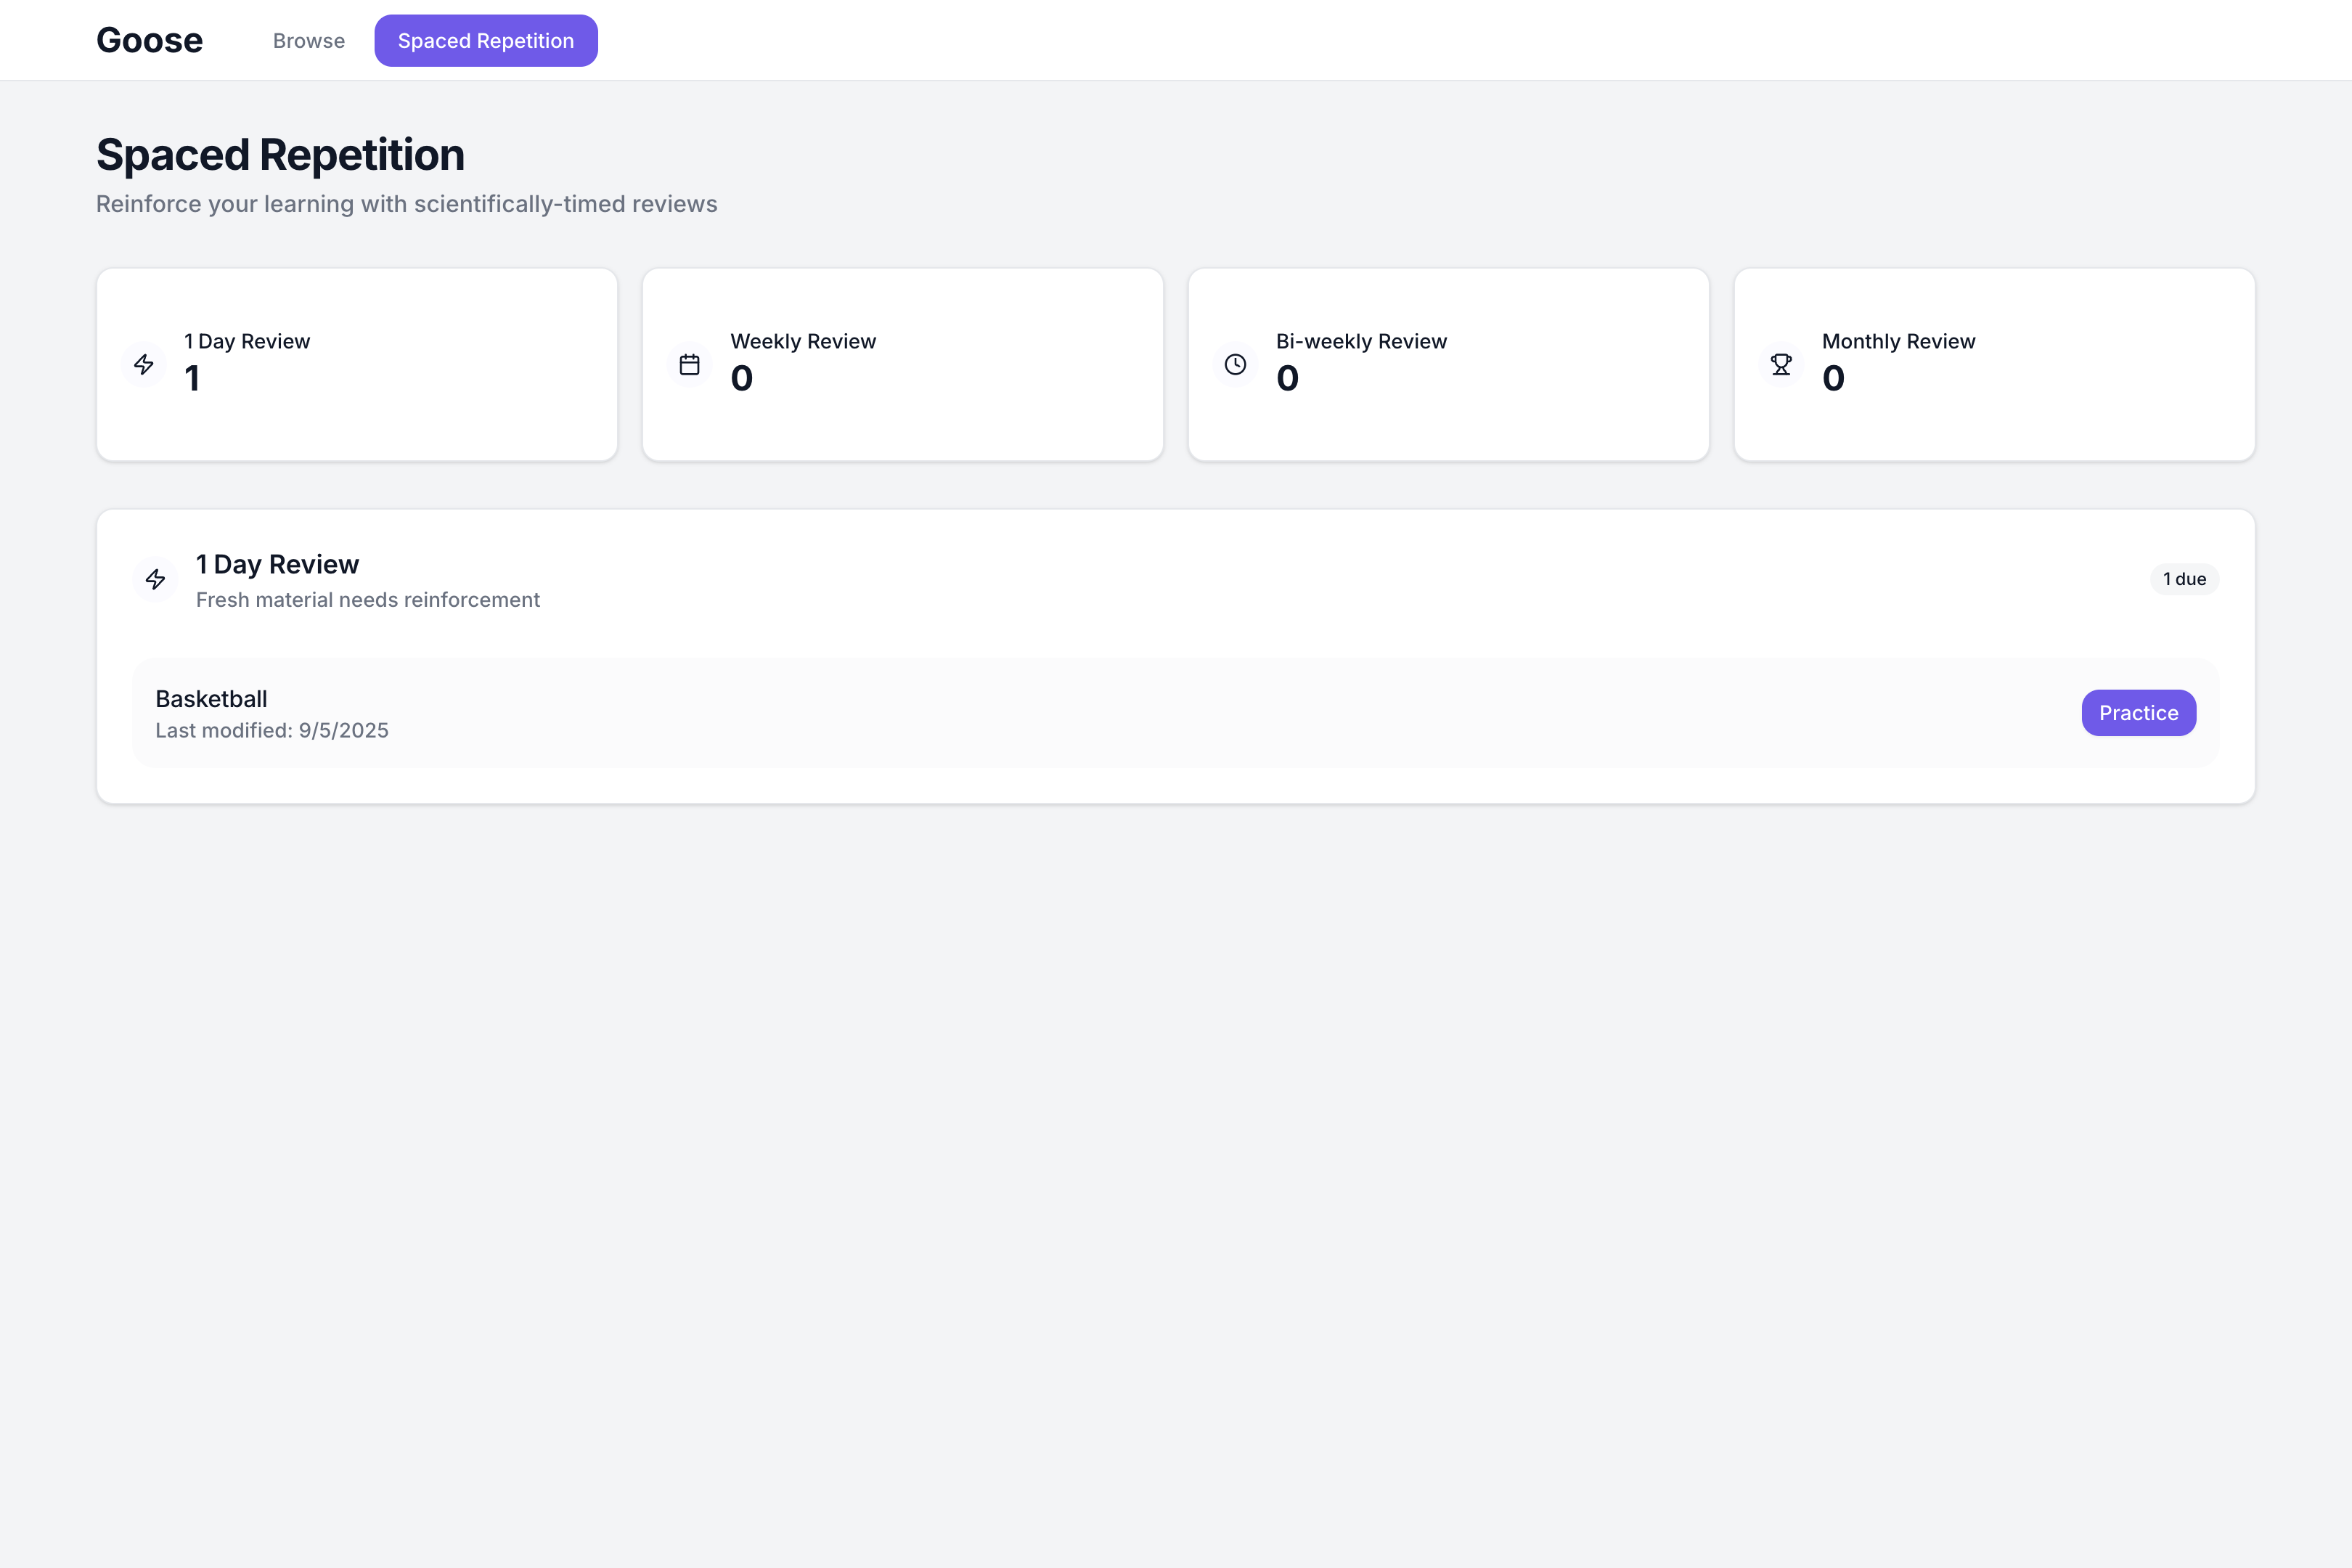 Goose
Browse
Spaced Repetition
Spaced Repetition
Reinforce your learning with scientifically-timed reviews
1 Day Review
1
Weekly Review
0
Bi-weekly Review
0
Monthly Review
0
1 Day Review
Fresh material needs reinforcement
1 due
Basketball
Last modified: 9/5/2025
Practice